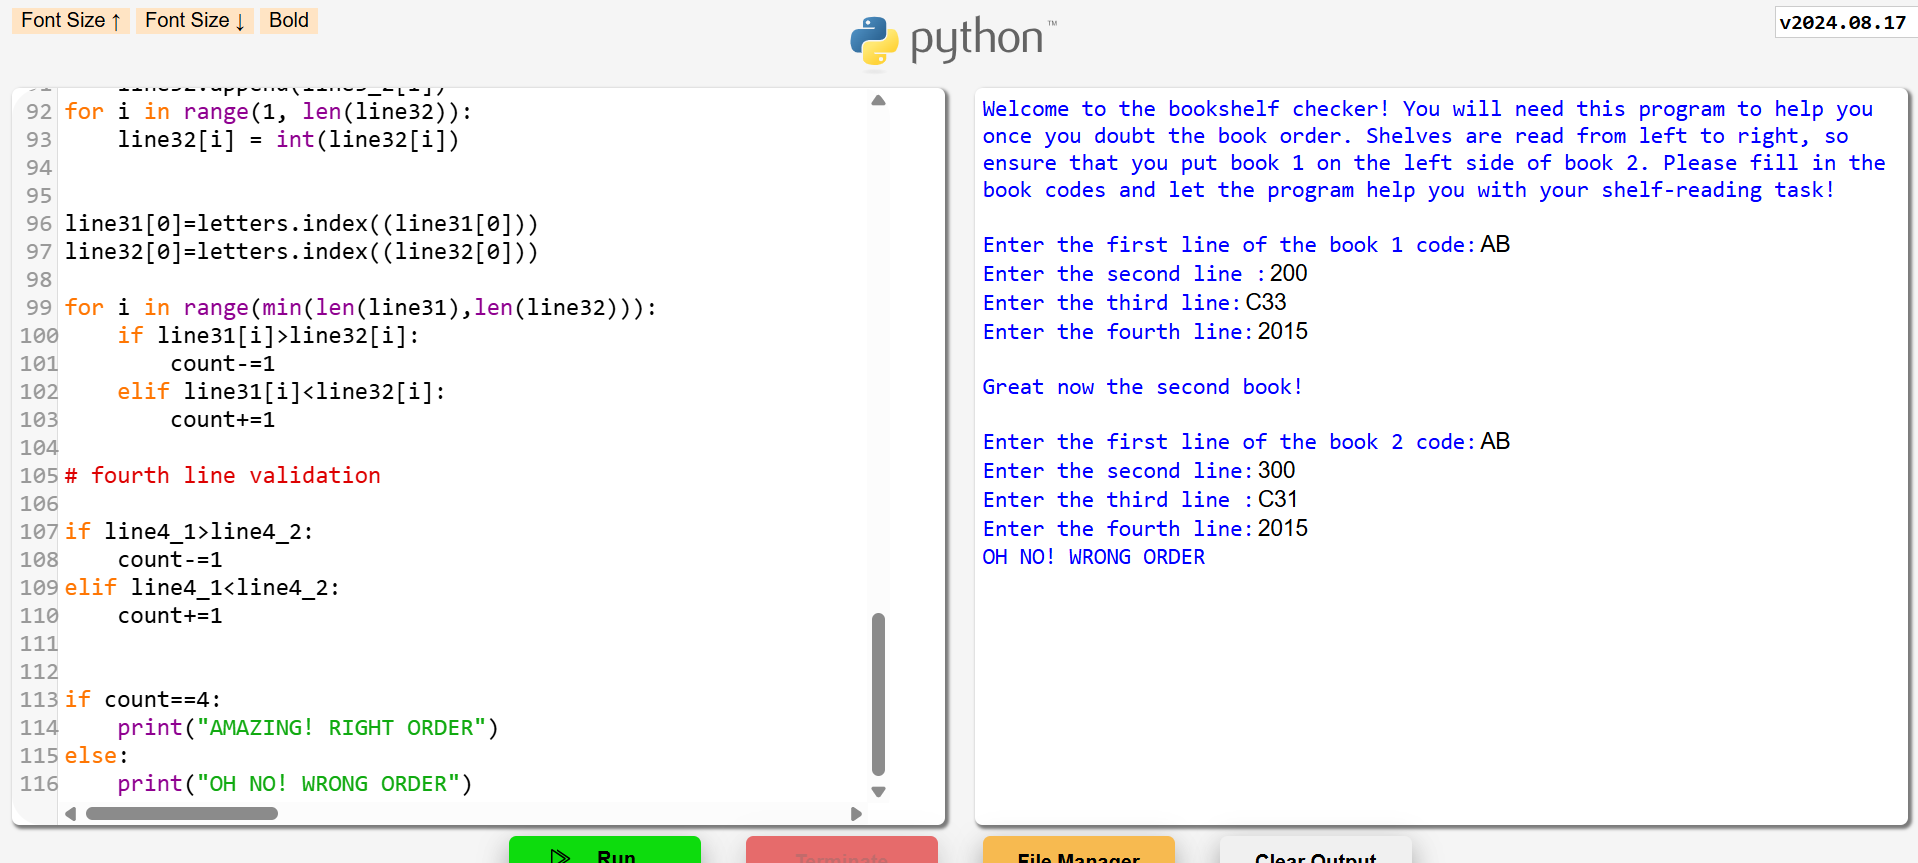 Font Size ↑ Font Size ↓ Bold
python™
v2024.08.17
91 line32.append(line3_2[i])
92 for i in range(1, len(line32)):
93 line32[i] = int(line32[i])
94
95
96 line31[0]=letters.index((line31[0]))
97 line32[0]=letters.index((line32[0]))
98
99 for i in range(min(len(line31),len(line32))):
100 if line31[i]>line32[i]:
101 count-=1
102 elif line31[i]<line32[i]:
103 count+=1
104
105 # fourth line validation
106
107 if line4_1>line4_2:
108 count-=1
109 elif line4_1<line4_2:
110 count+=1
111
112
113 if count==4:
114 print("AMAZING! RIGHT ORDER")
115 else:
116 print("OH NO! WRONG ORDER")
Welcome to the bookshelf checker! You will need this program to help you
once you doubt the book order. Shelves are read from left to right, so
ensure that you put book 1 on the left side of book 2. Please fill in the
book codes and let the program help you with your shelf-reading task!
Enter the first line of the book 1 code: AB
Enter the second line : 200
Enter the third line: C33
Enter the fourth line: 2015
Great now the second book!
Enter the first line of the book 2 code: AB
Enter the second line: 300
Enter the third line : C31
Enter the fourth line: 2015
OH NO! WRONG ORDER
Run
Terminate
File Manager
Clear Output